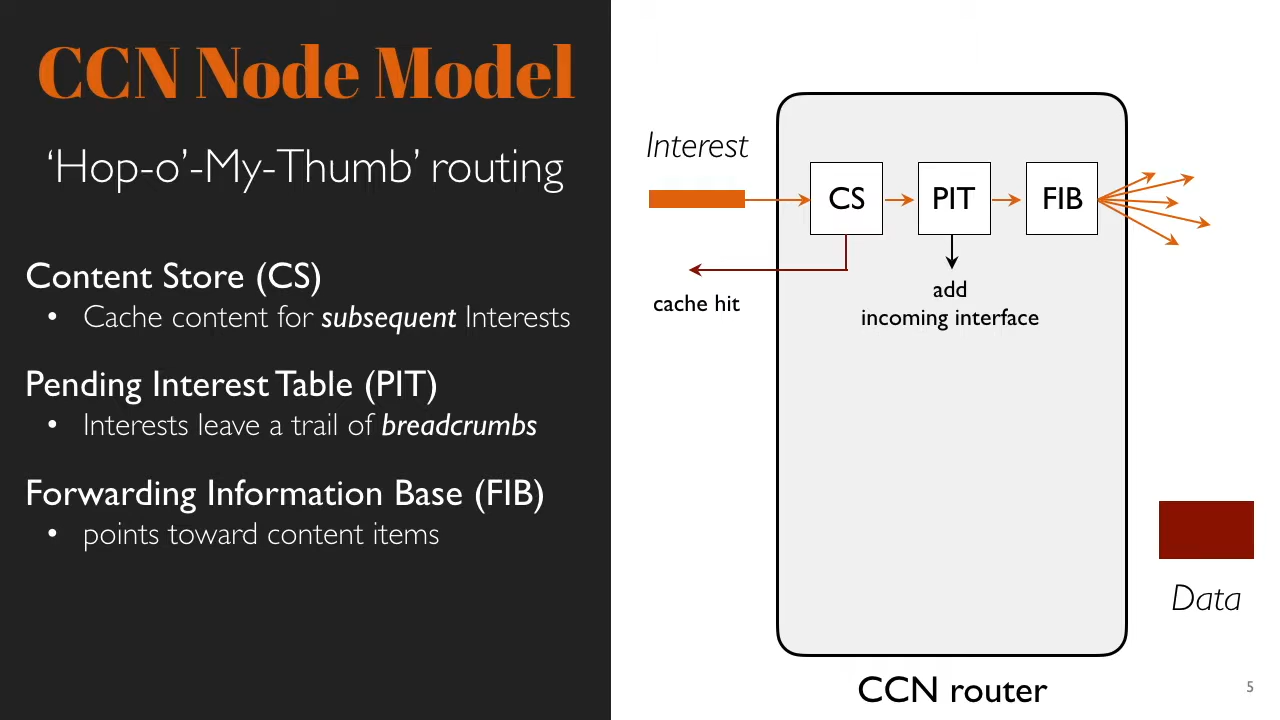 CCN Node Model
‘Hop-o’-My-Thumb’ routing
Content Store (CS)
• Cache content for subsequent Interests
Pending Interest Table (PIT)
• Interests leave a trail of breadcrumbs
Forwarding Information Base (FIB)
• points toward content items
Interest
CS
PIT
FIB
cache hit
add
incoming interface
Data
CCN router
5